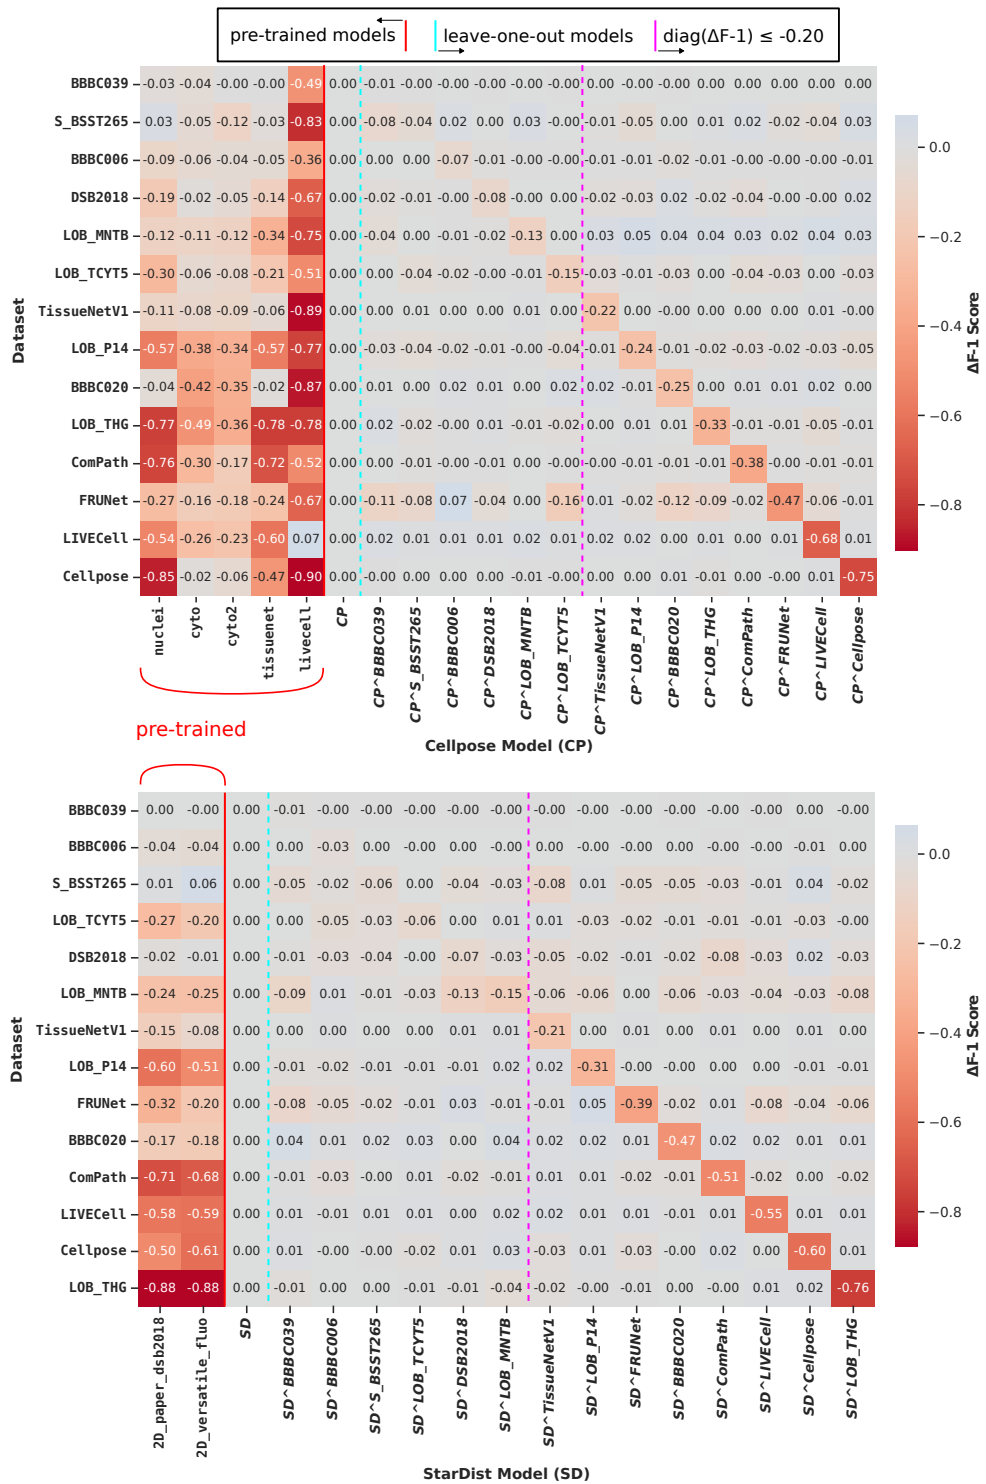 pre-trained models leave-one-out models diag(ΔF-1) ≤ -0.20
BBBC039 -0.03 -0.04 -0.00 -0.00 -0.49 0.00 -0.01 -0.00 0.00 0.00 0.00 -0.00 0.00 0.00 0.00 0.00 0.00 0.00 0.00 0.00
S_BSST265 0.03 -0.05 -0.12 -0.03 -0.83 0.00 -0.08 -0.04 0.02 0.00 0.03 -0.00 -0.01 -0.05 0.00 0.01 0.02 -0.02 -0.04 0.03
BBBC006 -0.09 -0.06 -0.04 -0.05 -0.36 0.00 0.00 0.00 -0.07 -0.01 -0.00 -0.00 -0.01 -0.01 -0.02 -0.01 -0.00 -0.00 -0.00 -0.01
DSB2018 -0.19 -0.02 -0.05 -0.14 -0.67 0.00 -0.02 -0.01 -0.00 -0.08 -0.00 -0.01 -0.02 -0.03 0.02 -0.02 -0.04 -0.00 -0.00 0.02
LOB_MNTB -0.12 -0.11 -0.12 -0.34 -0.75 0.00 -0.04 0.00 -0.01 -0.02 -0.13 0.00 0.03 0.05 0.04 0.04 0.03 0.02 0.04 0.03
LOB_TCYT5 -0.30 -0.06 -0.08 -0.21 -0.51 0.00 0.00 -0.04 -0.02 -0.00 -0.01 -0.15 -0.03 -0.01 -0.03 0.00 -0.04 -0.03 0.00 -0.03
TissueNetV1 -0.11 -0.08 -0.09 -0.06 -0.89 0.00 0.00 0.01 0.00 0.00 0.01 0.00 -0.22 0.00 0.01 0.00 0.00 0.00 0.01 0.00
LOB_P14 -0.57 -0.38 -0.34 -0.57 -0.77 0.00 -0.03 -0.04 -0.02 -0.01 -0.00 -0.04 -0.01 -0.24 -0.01 -0.02 -0.03 -0.02 -0.03 -0.05
BBBC020 -0.04 -0.42 -0.35 -0.02 -0.87 0.00 0.01 0.00 0.02 0.01 0.00 0.02 0.02 -0.01 -0.25 0.00 0.01 0.01 0.02 0.00
LOB_THG -0.77 -0.49 -0.36 -0.78 -0.78 0.00 0.02 -0.02 -0.00 0.01 -0.01 -0.02 -0.00 0.01 0.01 -0.33 -0.01 -0.01 -0.05 -0.01
ComPath -0.76 -0.30 -0.17 -0.72 -0.52 0.00 0.00 -0.01 -0.00 -0.01 0.00 -0.01 -0.00 -0.01 -0.01 -0.01 -0.38 -0.00 -0.01 -0.01
FRUNet -0.27 -0.16 -0.18 -0.24 -0.67 0.00 -0.11 -0.08 0.07 -0.04 0.00 -0.16 0.01 -0.02 -0.12 -0.09 -0.02 -0.47 -0.06 -0.01
LIVECell -0.54 -0.26 -0.23 -0.60 0.07 0.00 0.02 0.01 0.01 0.01 0.02 0.01 0.02 0.02 0.00 0.01 0.00 0.01 -0.68 0.01
Cellpose -0.85 -0.02 -0.06 -0.47 -0.90 0.00 -0.00 0.00 0.00 0.00 -0.01 -0.00 -0.00 0.00 0.01 -0.01 0.00 -0.00 0.01 -0.75
Dataset
0.0
−0.2
−0.4
−0.6
−0.8
ΔF-1 Score
nuclei cyto cyto2 tissuenet livecell CP CP^BBBC039 CP^S_BSST265 CP^BBBC006 CP^DSB2018 CP^LOB_MNTB CP^LOB_TCYT5 CP^TissueNetV1 CP^LOB_P14 CP^BBBC020 CP^LOB_THG CP^ComPath CP^FRUNet CP^LIVECell CP^Cellpose
pre-trained
Cellpose Model (CP)
BBBC039 0.00 -0.00 0.00 -0.01 -0.00 -0.00 -0.00 -0.00 -0.00 -0.00 -0.00 -0.00 -0.00 0.00 0.00 0.00 -0.00
BBBC006 -0.04 -0.04 0.00 0.00 -0.03 0.00 0.00 0.00 0.00 -0.00 0.00 0.00 -0.00 -0.00 -0.00 -0.01 0.00
S_BSST265 0.01 0.06 0.00 -0.05 -0.02 -0.06 0.00 -0.04 -0.03 -0.08 0.01 -0.05 -0.05 -0.03 -0.01 0.04 -0.02
LOB_TCYT5 -0.27 -0.20 0.00 0.00 -0.05 -0.03 -0.06 0.00 0.01 0.01 -0.03 -0.02 -0.01 -0.01 -0.01 -0.03 -0.00
DSB2018 -0.02 -0.01 0.00 -0.01 -0.03 -0.04 -0.00 -0.07 -0.03 -0.05 -0.02 -0.01 -0.02 -0.08 -0.03 0.02 -0.03
LOB_MNTB -0.24 -0.25 0.00 -0.09 0.01 -0.01 -0.03 -0.13 -0.15 -0.06 -0.06 0.00 -0.06 -0.03 -0.04 -0.03 -0.08
TissueNetV1 -0.15 -0.08 0.00 0.00 0.00 0.00 0.00 0.01 0.01 -0.21 0.00 0.01 0.00 0.01 0.00 0.01 0.00
LOB_P14 -0.60 -0.51 0.00 -0.01 -0.02 -0.01 -0.01 -0.01 0.02 0.02 -0.31 -0.00 -0.00 0.00 0.00 -0.01 -0.01
FRUNet -0.32 -0.20 0.00 -0.08 -0.05 -0.02 -0.01 0.03 -0.01 -0.01 0.05 -0.39 -0.02 0.01 -0.08 -0.04 -0.06
BBBC020 -0.17 -0.18 0.00 0.04 0.01 0.02 0.03 0.00 0.04 0.02 0.02 0.01 -0.47 0.02 0.02 0.01 0.01
ComPath -0.71 -0.68 0.00 -0.01 -0.03 -0.00 0.01 -0.02 -0.01 0.01 0.01 -0.02 -0.01 -0.51 -0.02 0.00 -0.02
LIVECell -0.58 -0.59 0.00 0.01 -0.01 0.01 0.01 0.00 0.02 0.02 0.01 0.01 -0.01 0.01 -0.55 0.01 0.01
Cellpose -0.50 -0.61 0.00 0.01 -0.00 -0.00 -0.02 0.01 0.03 -0.03 0.01 -0.03 -0.00 0.02 0.00 -0.60 0.01
LOB_THG -0.88 -0.88 0.00 -0.01 0.00 -0.00 -0.01 -0.01 -0.04 -0.02 -0.00 0.01 -0.00 -0.00 0.01 0.02 -0.76
Dataset
0.0
−0.2
−0.4
−0.6
−0.8
ΔF-1 Score
2D_paper_dsb2018 2D_versatile_fluo SD SD^BBBC039 SD^BBBC006 SD^S_BSST265 SD^LOB_TCYT5 SD^DSB2018 SD^LOB_MNTB SD^TissueNetV1 SD^LOB_P14 SD^FRUNet SD^BBBC020 SD^ComPath SD^LIVECell SD^Cellpose SD^LOB_THG
StarDist Model (SD)